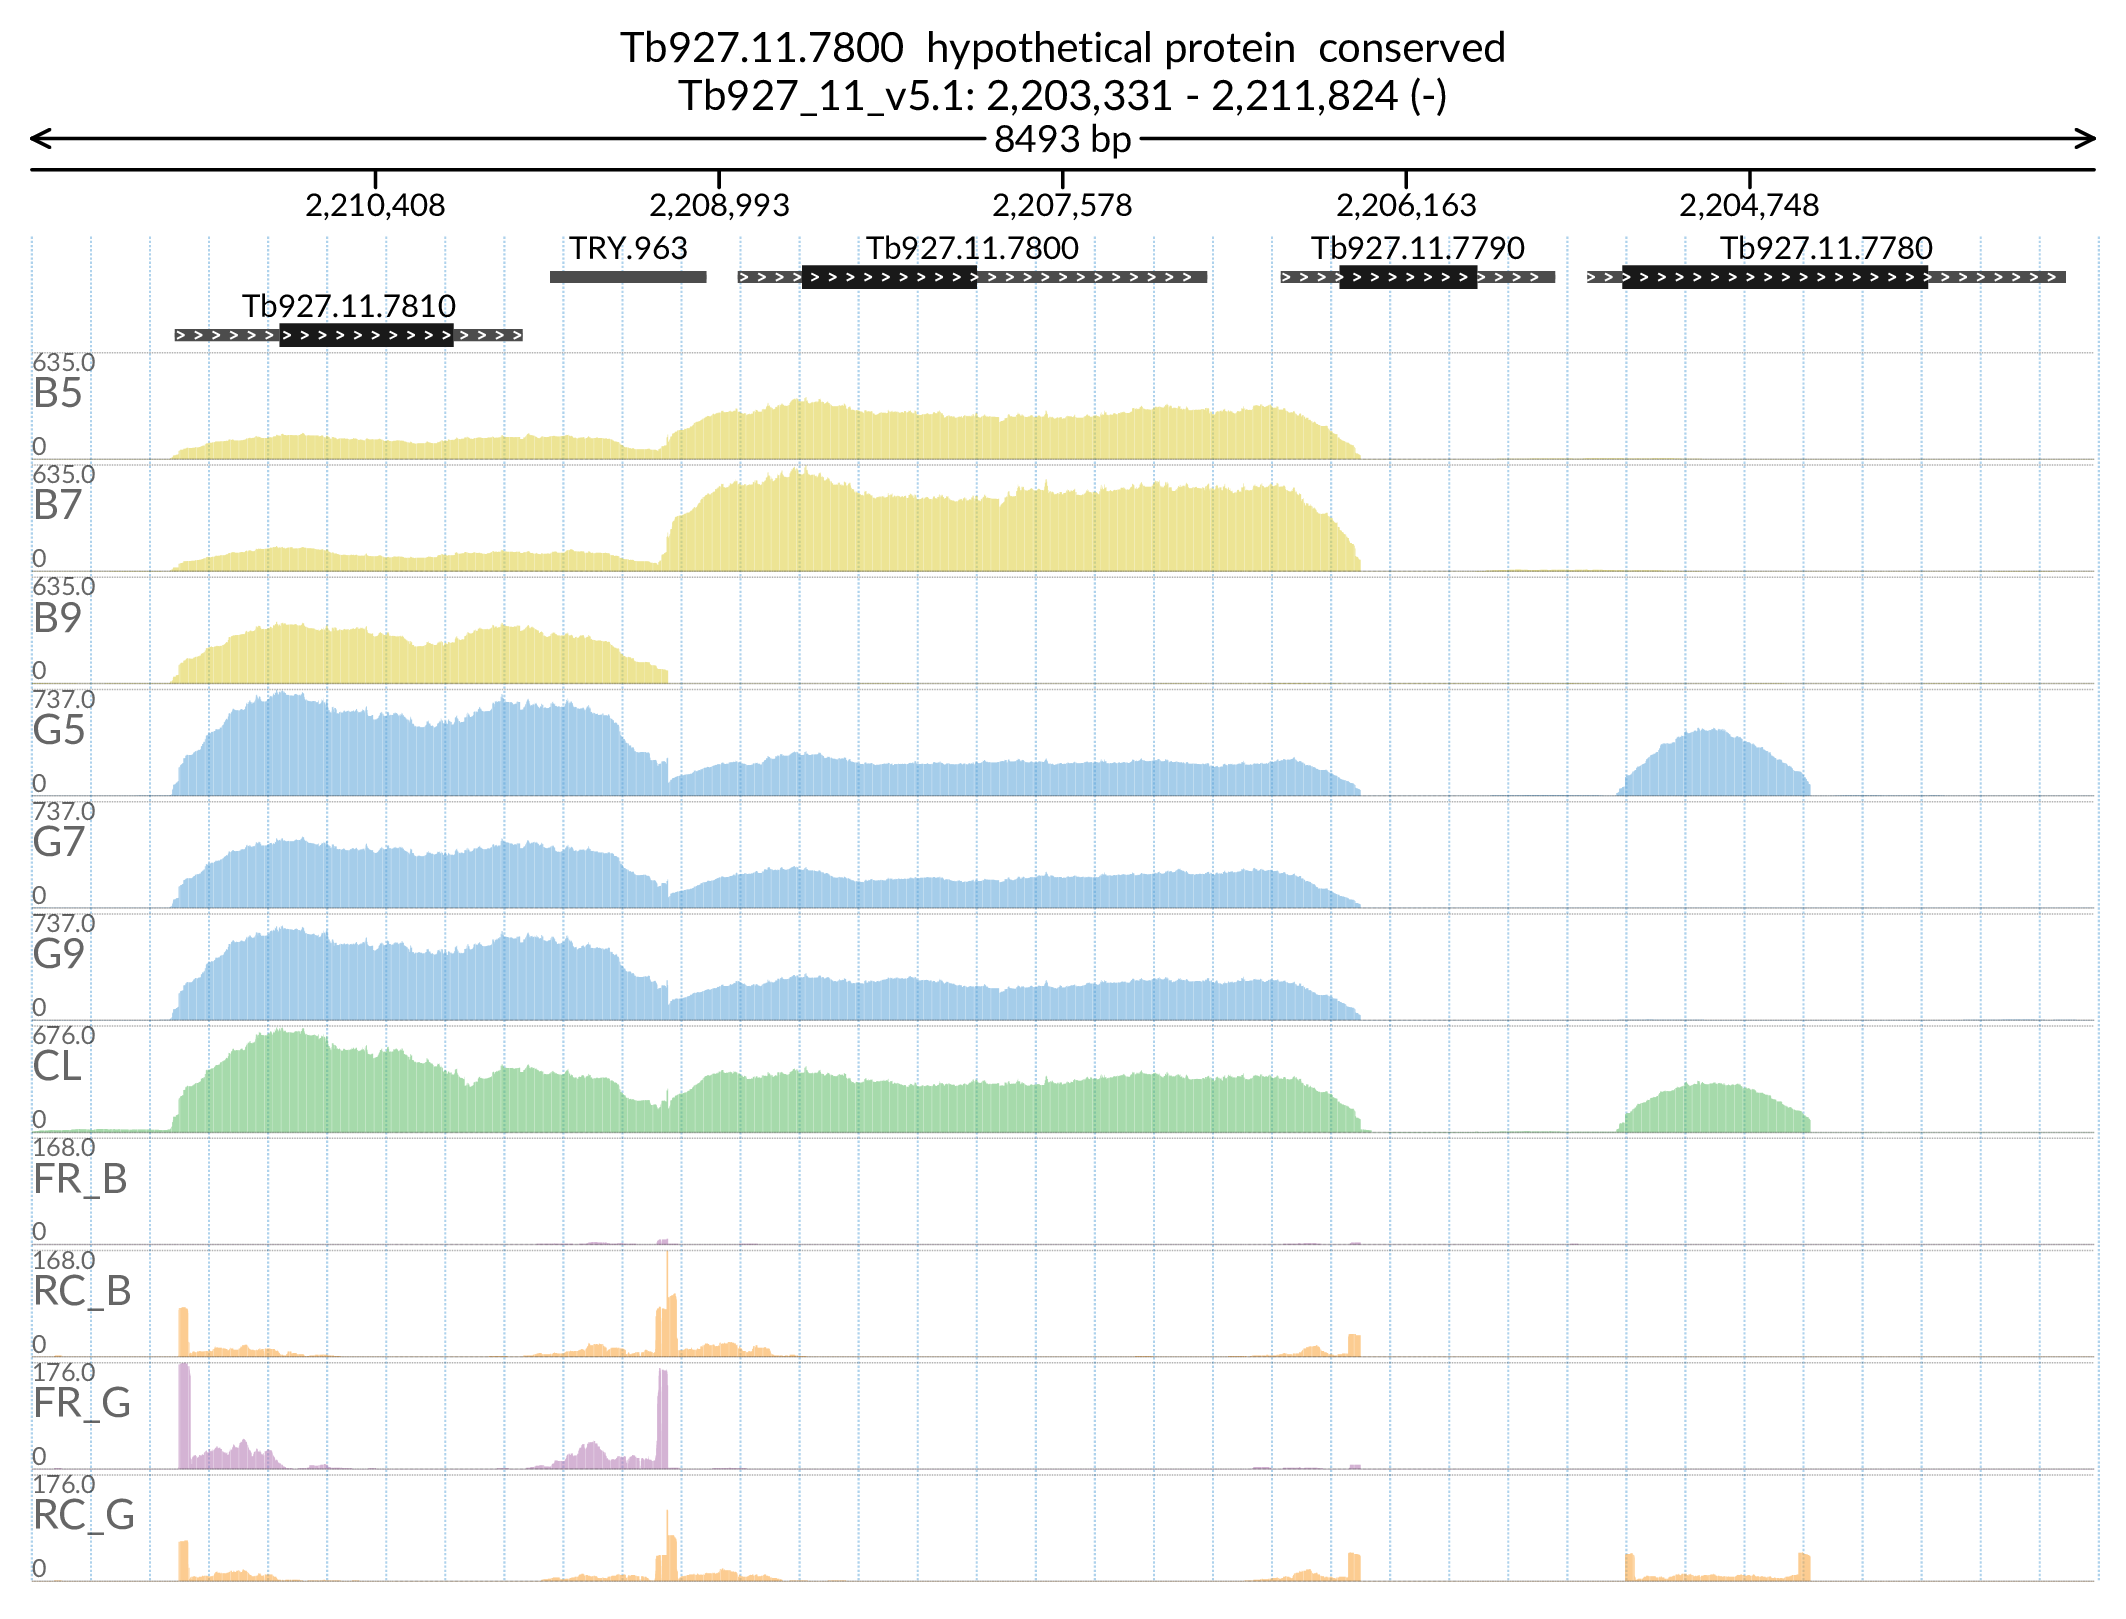 Tb927.11.7800 hypothetical protein conserved
Tb927_11_v5.1: 2,203,331 - 2,211,824 (-)
8493 bp
2,210,408 2,208,993 2,207,578 2,206,163 2,204,748
TRY.963 Tb927.11.7800 Tb927.11.7790 Tb927.11.7780
Tb927.11.7810
635.0
B5
0
635.0
B7
0
635.0
B9
0
737.0
G5
0
737.0
G7
0
737.0
G9
0
676.0
CL
0
168.0
FR_B
0
168.0
RC_B
0
176.0
FR_G
0
176.0
RC_G
0